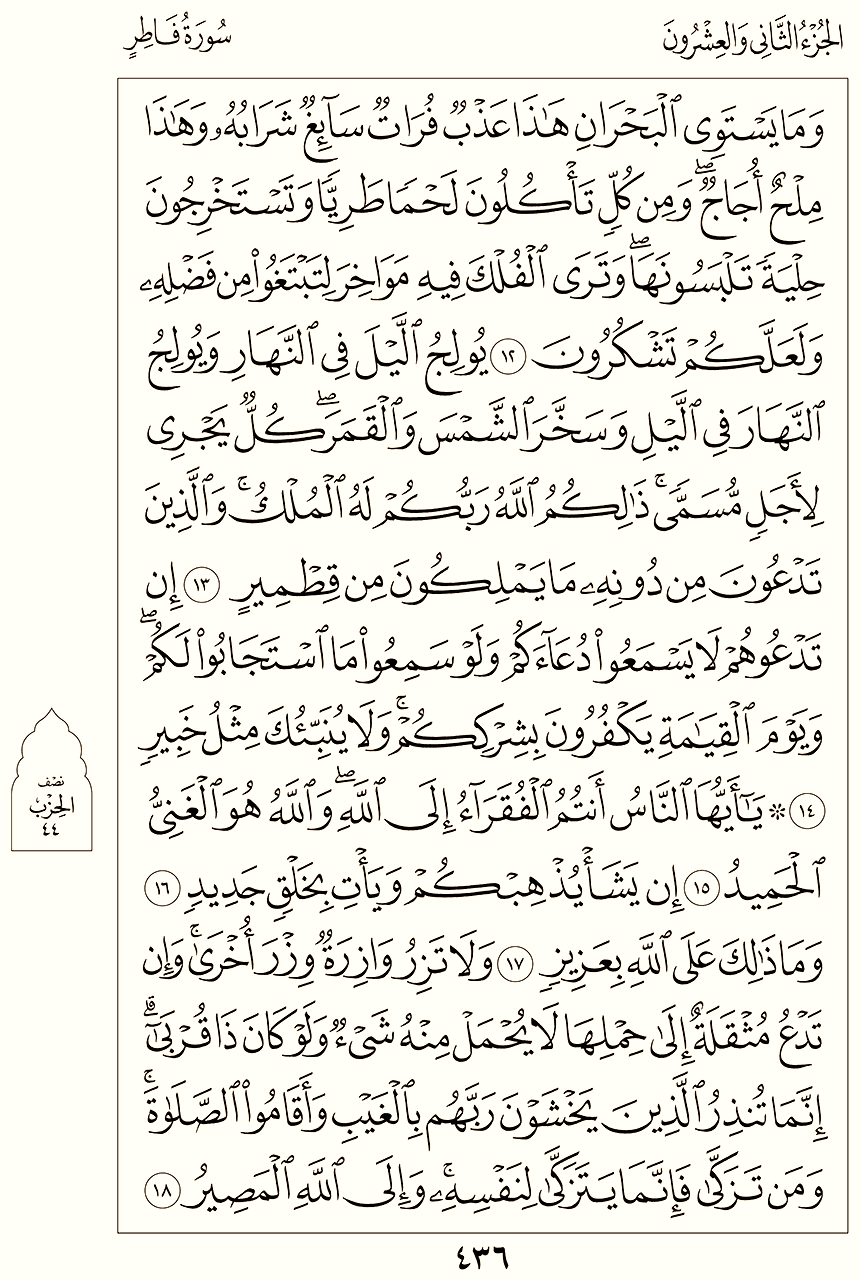 الجُزْءُ الثَّانِي وَالعِشْرُونَ
سُورَةُ فَاطِرٍ
وَمَا يَسْتَوِى ٱلْبَحْرَانِ هَٰذَا عَذْبٌ فُرَاتٌ سَآئِغٌ شَرَابُهُۥ وَهَٰذَا
مِلْحٌ أُجَاجٌ ۖ وَمِن كُلٍّ تَأْكُلُونَ لَحْمًا طَرِيًّا وَتَسْتَخْرِجُونَ
حِلْيَةً تَلْبَسُونَهَا ۖ وَتَرَى ٱلْفُلْكَ فِيهِ مَوَاخِرَ لِتَبْتَغُوا۟ مِن فَضْلِهِۦ
وَلَعَلَّكُمْ تَشْكُرُونَ ١٢ يُولِجُ ٱلَّيْلَ فِى ٱلنَّهَارِ وَيُولِجُ
ٱلنَّهَارَ فِى ٱلَّيْلِ وَسَخَّرَ ٱلشَّمْسَ وَٱلْقَمَرَ ۖ كُلٌّ يَجْرِى
لِأَجَلٍ مُّسَمًّى ۚ ذَٰلِكُمُ ٱللَّهُ رَبُّكُمْ لَهُ ٱلْمُلْكُ ۚ وَٱلَّذِينَ
تَدْعُونَ مِن دُونِهِۦ مَا يَمْلِكُونَ مِن قِطْمِيرٍ ١٣ إِن
تَدْعُوهُمْ لَا يَسْمَعُوا۟ دُعَآءَكُمْ وَلَوْ سَمِعُوا۟ مَا ٱسْتَجَابُوا۟ لَكُمْ ۖ
وَيَوْمَ ٱلْقِيَٰمَةِ يَكْفُرُونَ بِشِرْكِكُمْ ۚ وَلَا يُنَبِّئُكَ مِثْلُ خَبِيرٍ
١٤ ۞ يَٰٓأَيُّهَا ٱلنَّاسُ أَنتُمُ ٱلْفُقَرَآءُ إِلَى ٱللَّهِ ۖ وَٱللَّهُ هُوَ ٱلْغَنِىُّ
ٱلْحَمِيدُ ١٥ إِن يَشَأْ يُذْهِبْكُمْ وَيَأْتِ بِخَلْقٍ جَدِيدٍ ١٦
وَمَا ذَٰلِكَ عَلَى ٱللَّهِ بِعَزِيزٍ ١٧ وَلَا تَزِرُ وَازِرَةٌ وِزْرَ أُخْرَىٰ ۚ وَإِن
تَدْعُ مُثْقَلَةٌ إِلَىٰ حِمْلِهَا لَا يُحْمَلْ مِنْهُ شَىْءٌ وَلَوْ كَانَ ذَا قُرْبَىٰٓ ۗ
إِنَّمَا تُنذِرُ ٱلَّذِينَ يَخْشَوْنَ رَبَّهُم بِٱلْغَيْبِ وَأَقَامُوا۟ ٱلصَّلَوٰةَ ۚ
وَمَن تَزَكَّىٰ فَإِنَّمَا يَتَزَكَّىٰ لِنَفْسِهِۦ ۚ وَإِلَى ٱللَّهِ ٱلْمَصِيرُ ١٨
نصف
الحزب
٤٤
٤٣٦